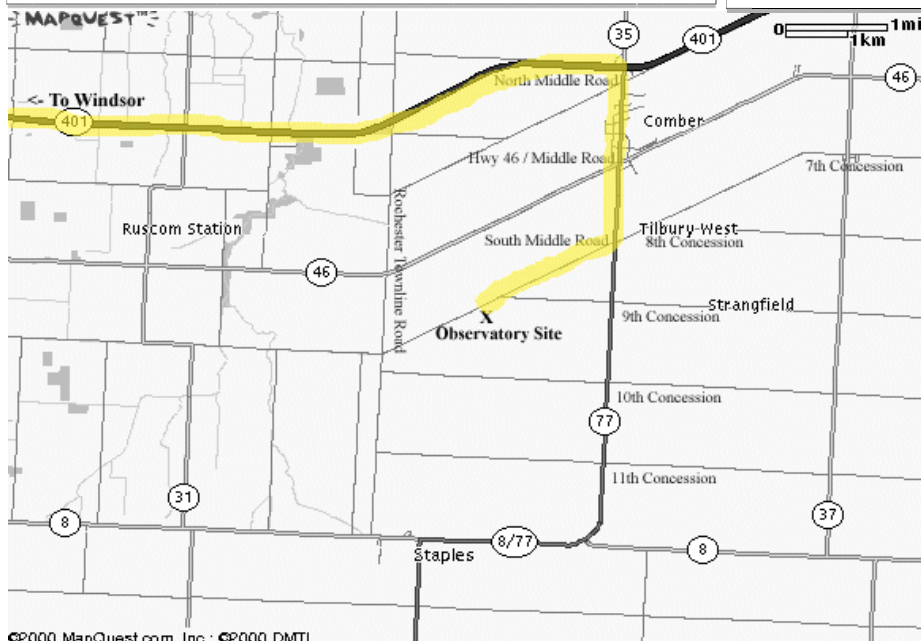 MAPQUEST™
0 1mi
1km
35
401
North Middle Road
46
<- To Windsor
401
Comber
Hwy 46 / Middle Road
7th Concession
Rochester Townline Road
Ruscom Station
Tilbury West
South Middle Road
8th Concession
46
Strangfield
X
9th Concession
Observatory Site
10th Concession
77
11th Concession
31
37
8
8/77
8
Staples
©2000 MapQuest.com, Inc.; ©2000 DMTI